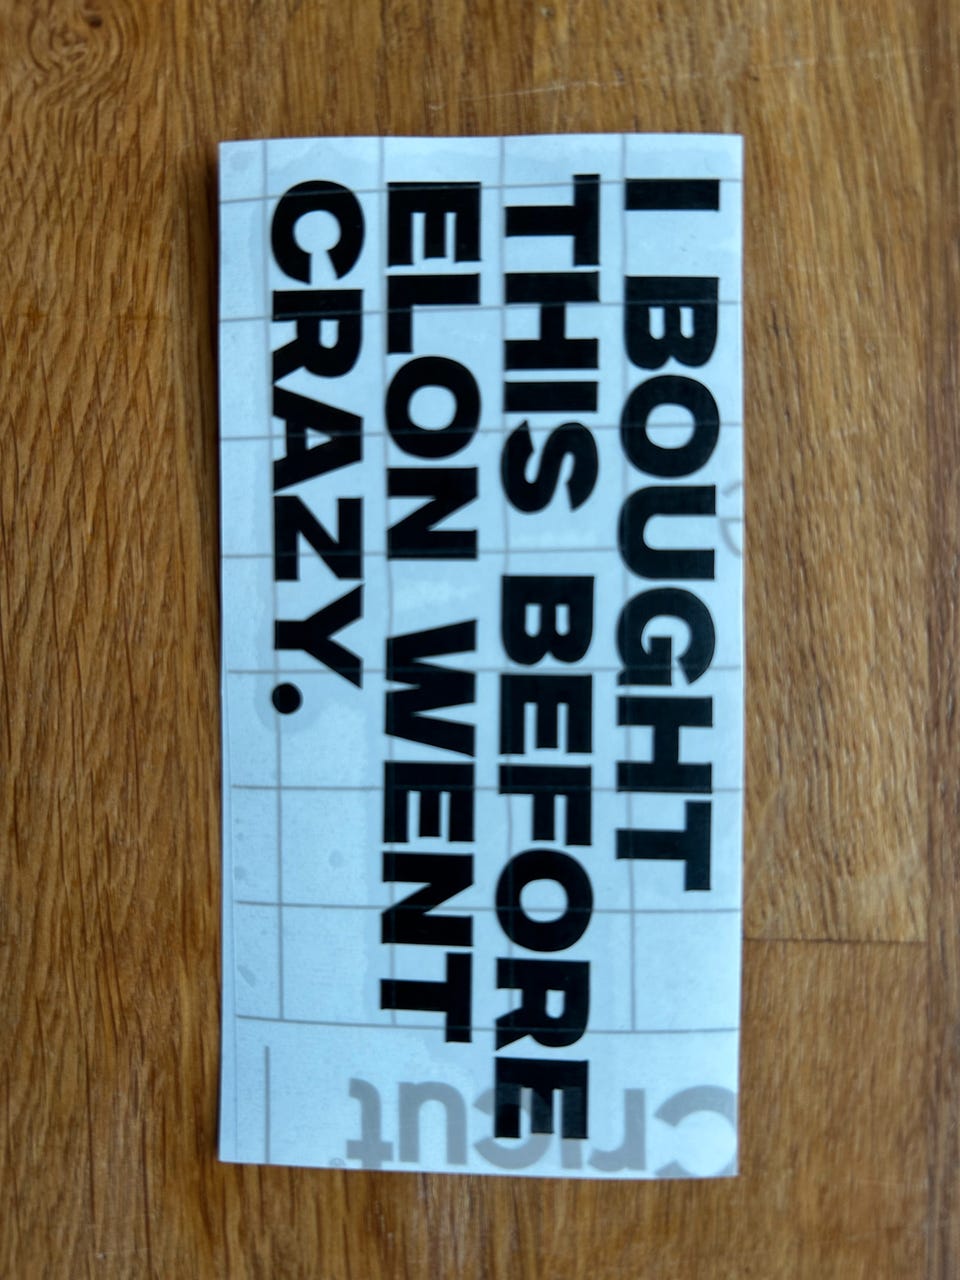 I BOUGHT
THIS BEFORE
ELON WENT
CRAZY.
cricut